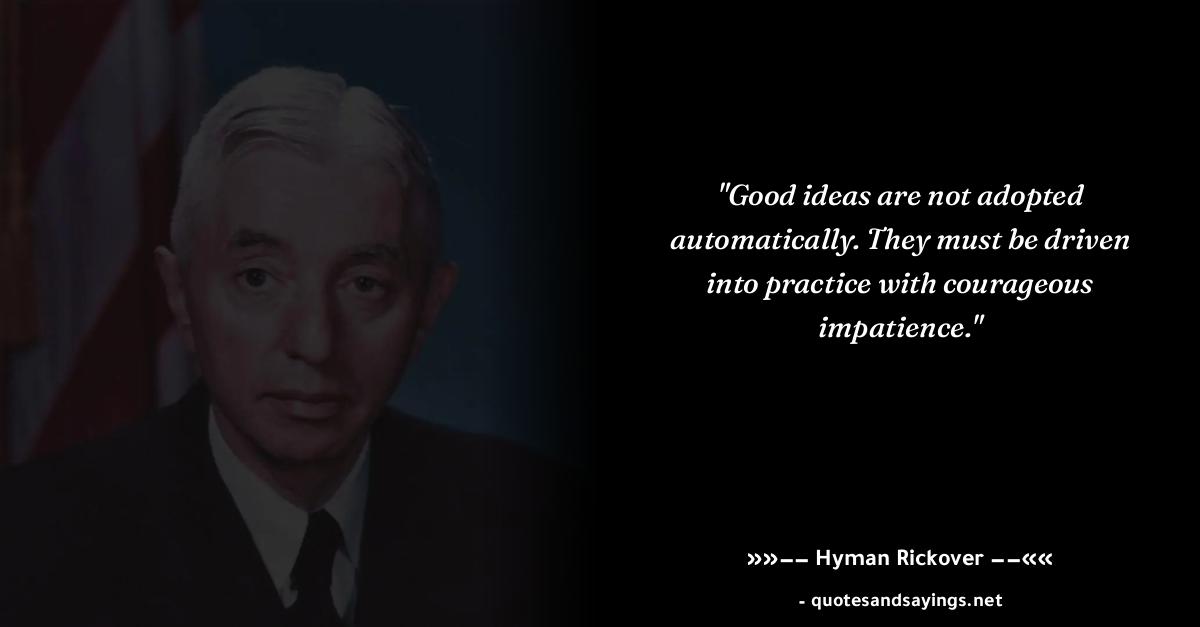 "Good ideas are not adopted
automatically. They must be driven
into practice with courageous
impatience."
»»–– Hyman Rickover ––««
- quotesandsayings.net